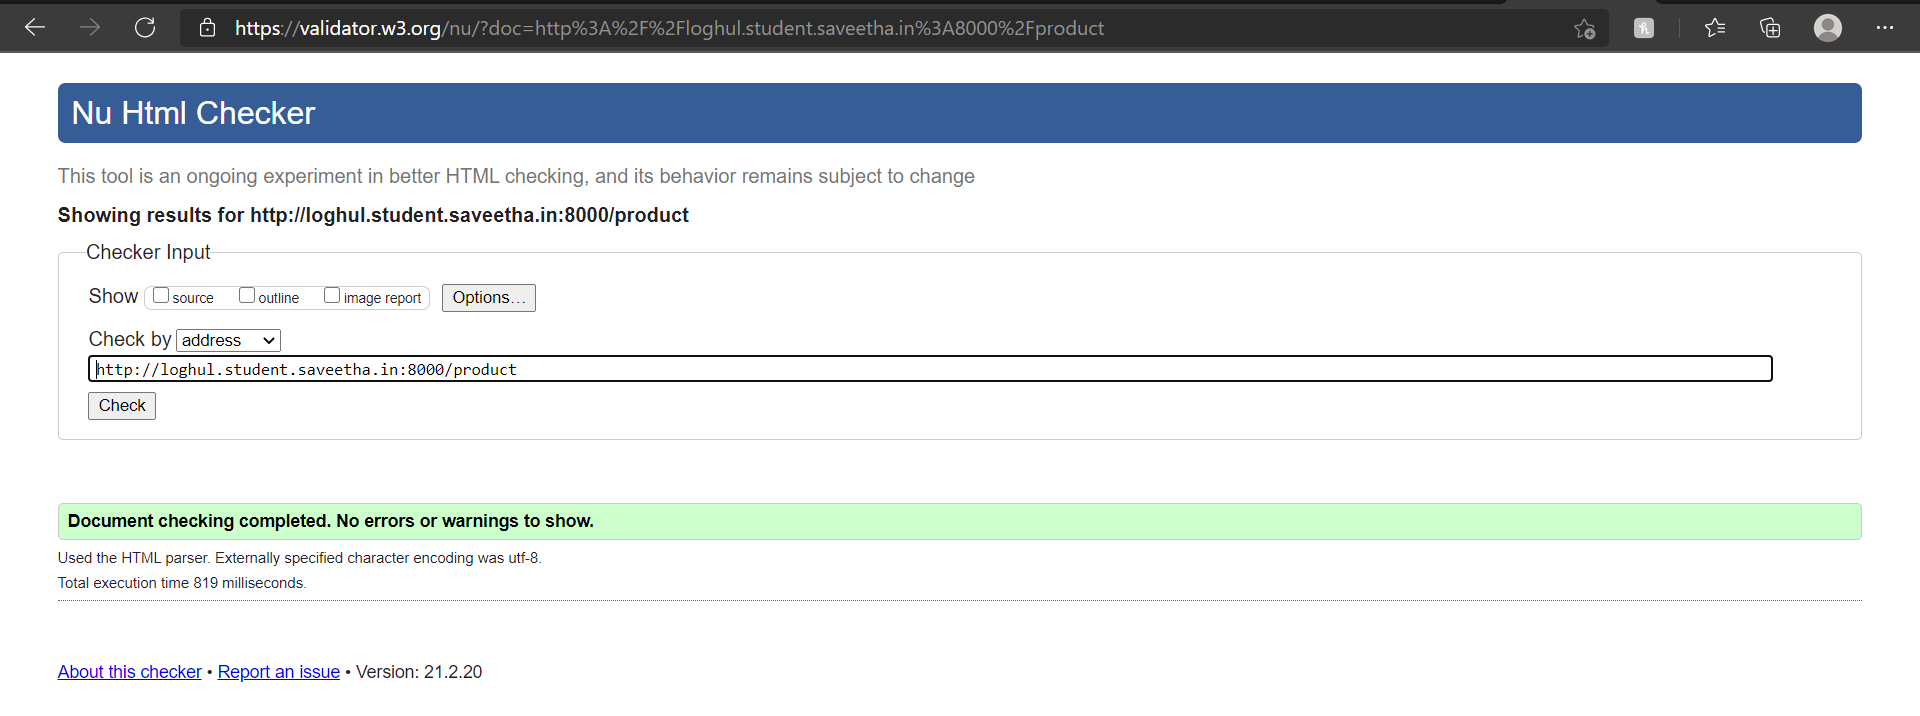 https://validator.w3.org/nu/?doc=http%3A%2F%2Floghul.student.saveetha.in%3A8000%2Fproduct
Nu Html Checker
This tool is an ongoing experiment in better HTML checking, and its behavior remains subject to change
Showing results for http://loghul.student.saveetha.in:8000/product
Checker Input
Show source outline image report Options...
Check by address
http://loghul.student.saveetha.in:8000/product
Check
Document checking completed. No errors or warnings to show.
Used the HTML parser. Externally specified character encoding was utf-8.
Total execution time 819 milliseconds.
About this checker • Report an issue • Version: 21.2.20